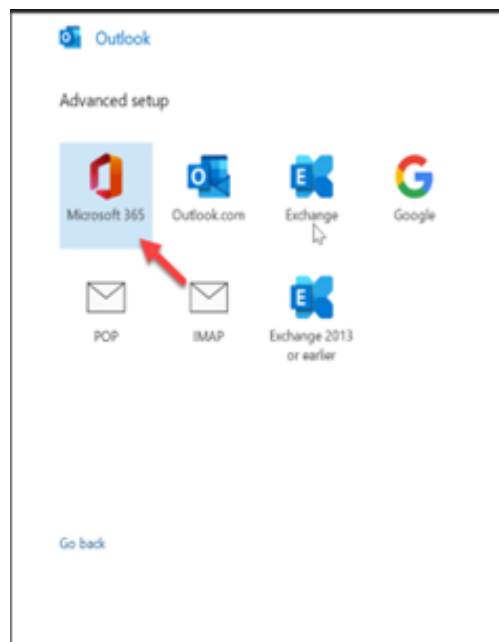 Outlook
Advanced setup
Microsoft 365
Outlook.com
Exchange
Google
POP
IMAP
Exchange 2013
or earlier
Go back